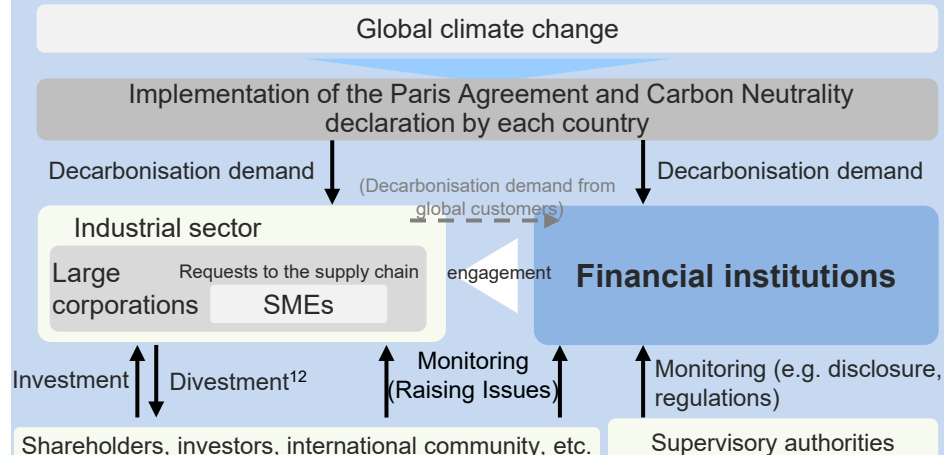 Global climate change
Implementation of the Paris Agreement and Carbon Neutrality
declaration by each country
Decarbonisation demand
Decarbonisation demand
(Decarbonisation demand from
global customers)
Industrial sector
Large
corporations
Requests to the supply chain
SMEs
engagement
Financial institutions
Investment
Divestment¹²
Monitoring
(Raising Issues)
Monitoring (e.g. disclosure,
regulations)
Shareholders, investors, international community, etc.
Supervisory authorities